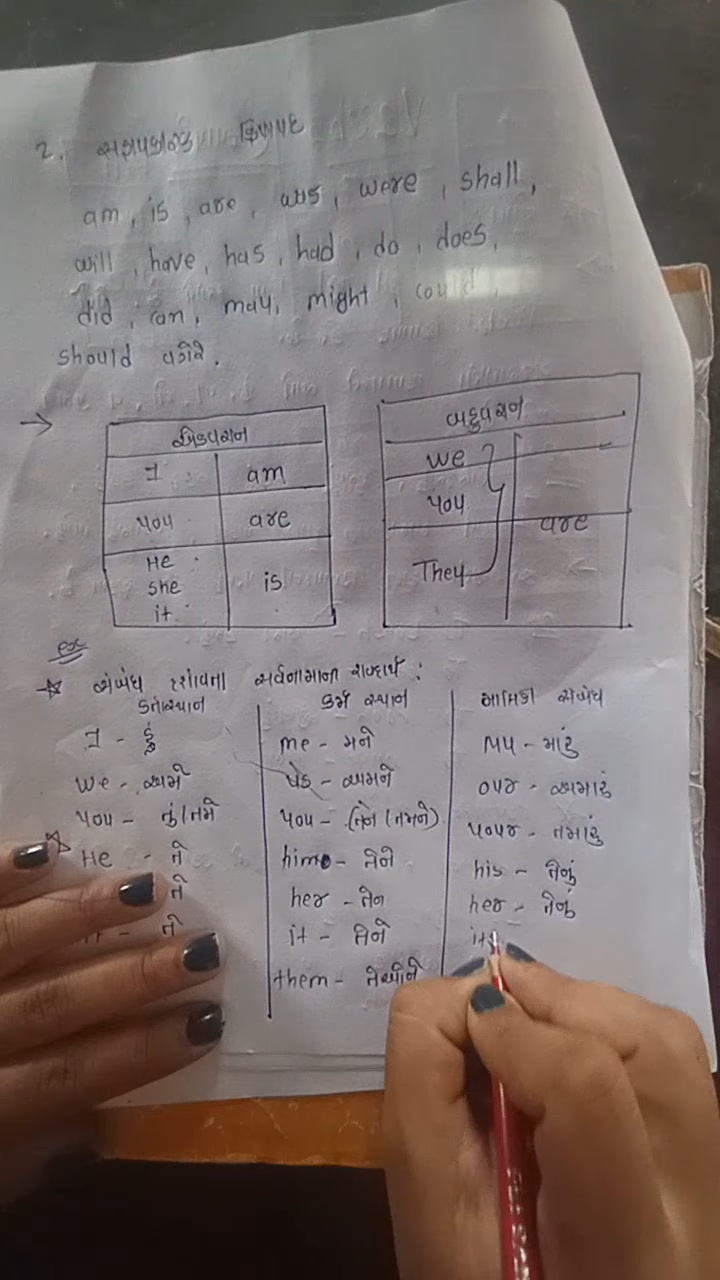 2. સહાયકારક ક્રિયાપદ
am, is, are, was, were, shall,
will, have, has, had, do, does,
did, can, may, might, could,
should વગેરે.
એકવચન
I am
you are
He
she is
it
બહુવચન
we
you are
They
ex
સંબંધ દર્શાવતા સર્વનામાના શબ્દાર્થ :
કર્તાસ્થાન
I - હું
we - અમે
you - તું/તમે
He - તે
તે
it - તે
કર્મ સ્થાન
me - મને
અમને
you - તને (તમને)
him - તેને
her - તેને
it - તેને
them - તેઓને
માલિકી સંબંધ
my - મારું
our - અમારું
your - તમારું
his - તેનું
her - તેનું
its